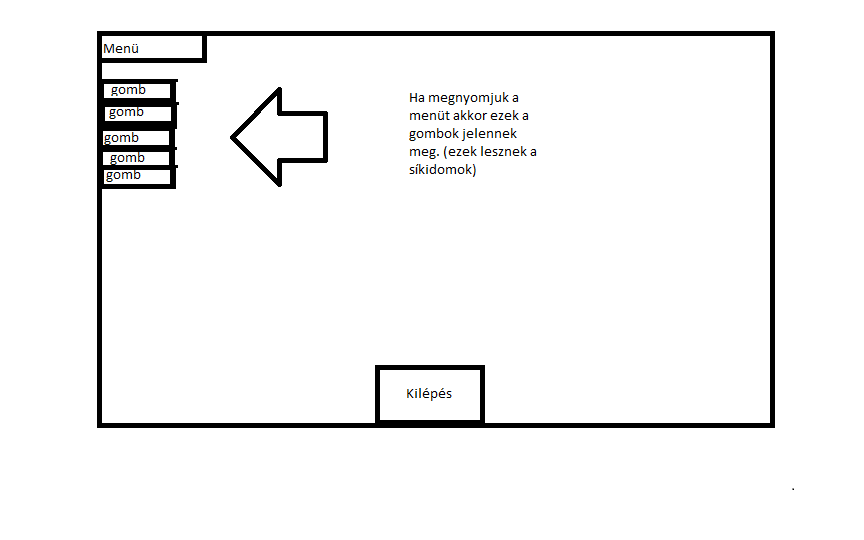 Menü
gomb
gomb
gomb
gomb
gomb
Ha megnyomjuk a
menüt akkor ezek a
gombok jelennek
meg. (ezek lesznek a
síkidomok)
Kilépés
.